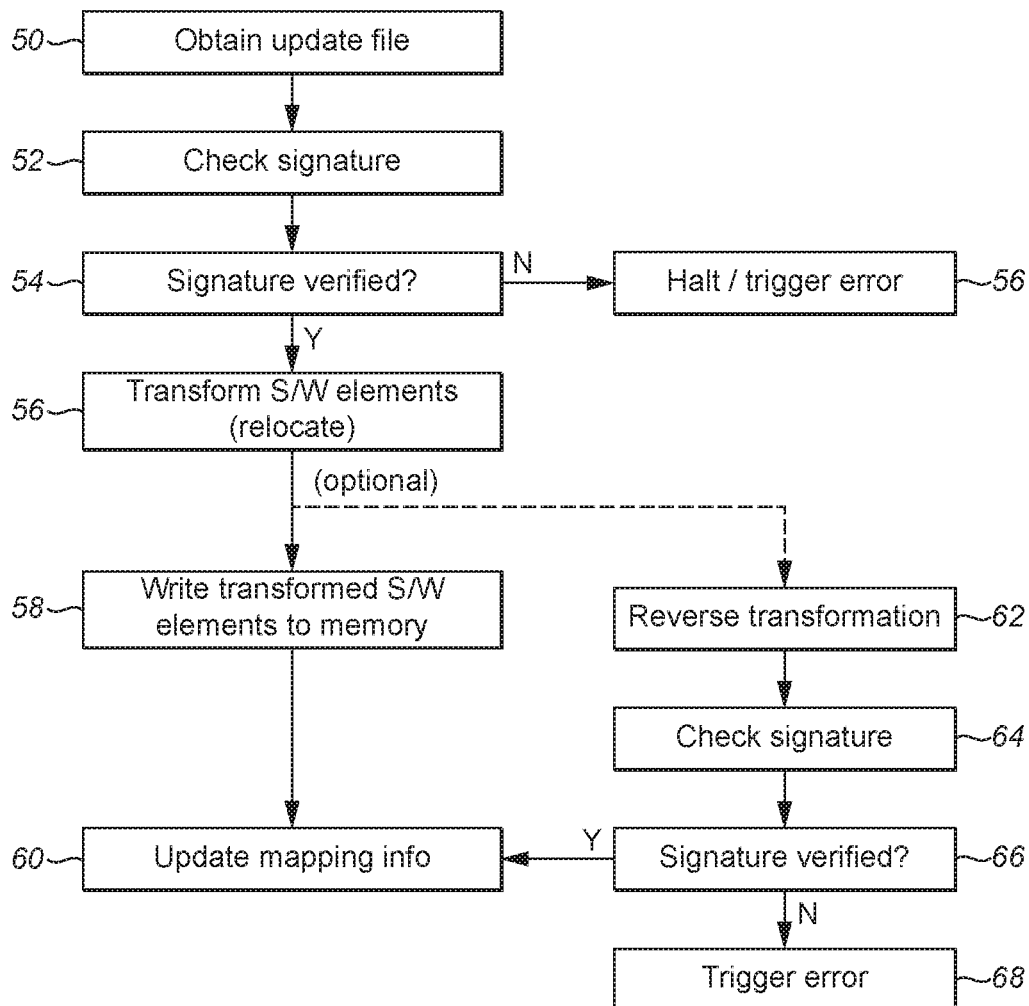 50
Obtain update file
52
Check signature
54
Signature verified?
N
Halt / trigger error
56
Y
56
Transform S/W elements
(relocate)
(optional)
58
Write transformed S/W
elements to memory
Reverse transformation
62
Check signature
64
60
Update mapping info
Y
Signature verified?
66
N
Trigger error
68